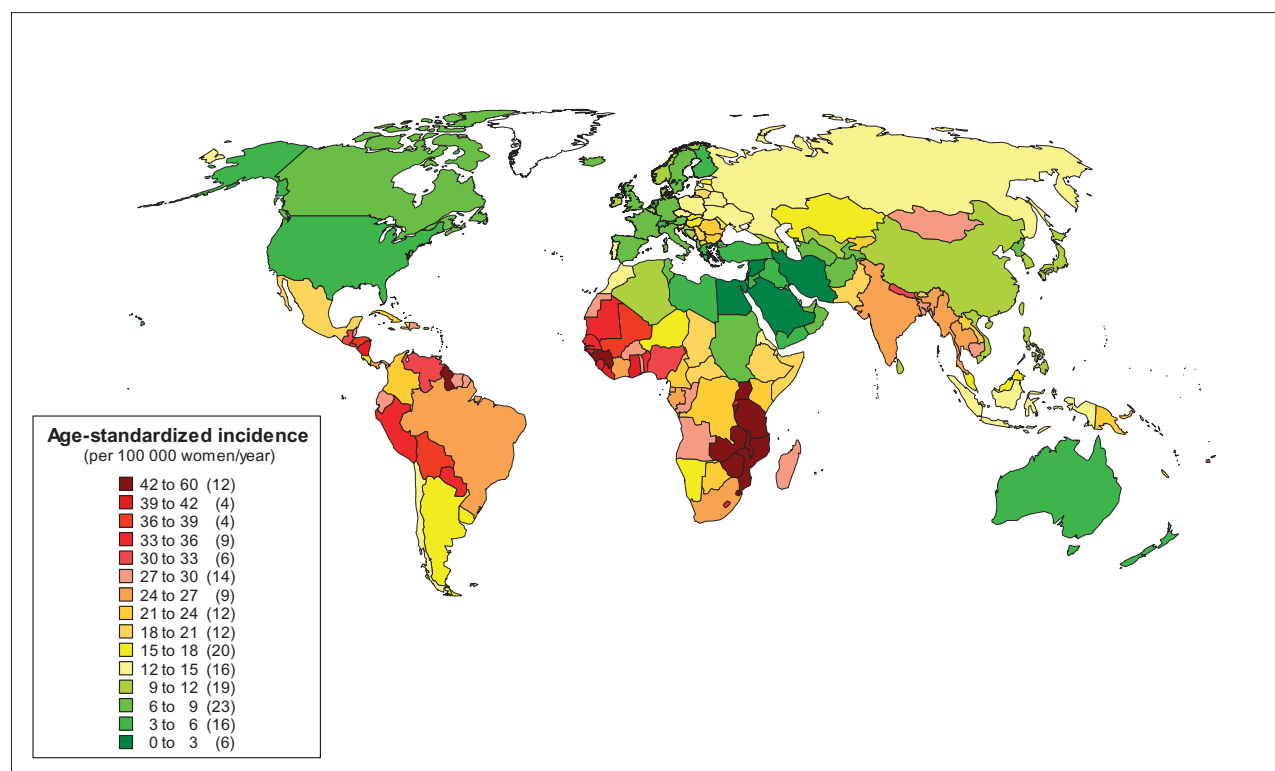 Age-standardized incidence
(per 100 000 women/year)
42 to 60 (12)
39 to 42 (4)
36 to 39 (4)
33 to 36 (9)
30 to 33 (6)
27 to 30 (14)
24 to 27 (9)
21 to 24 (12)
18 to 21 (12)
15 to 18 (20)
12 to 15 (16)
9 to 12 (19)
6 to 9 (23)
3 to 6 (16)
0 to 3 (6)